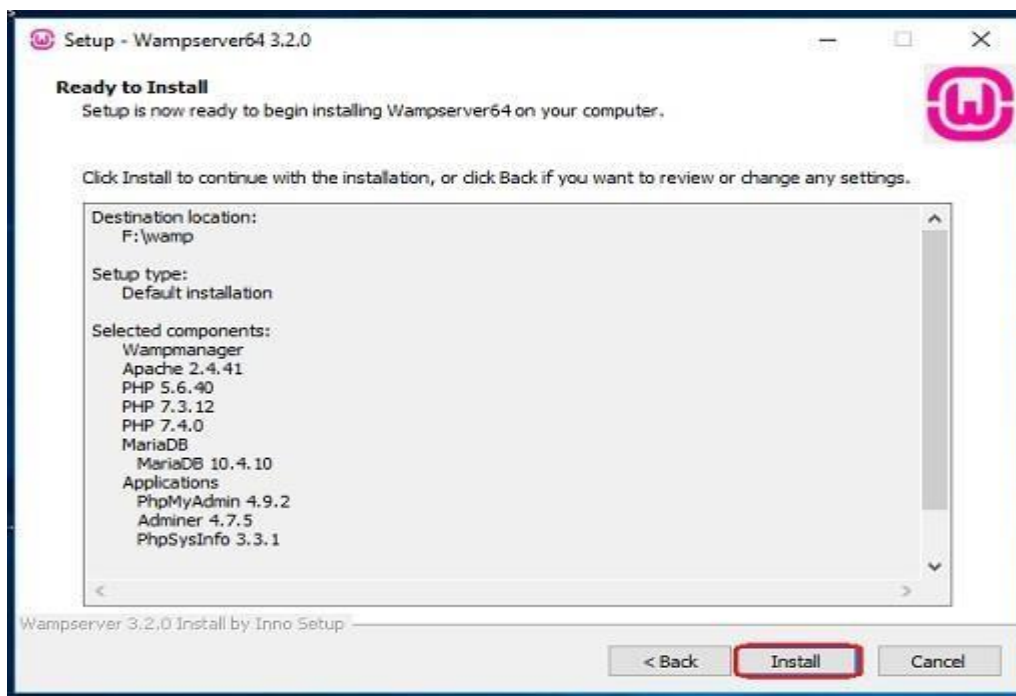 Setup - Wampserver64 3.2.0
Ready to Install
Setup is now ready to begin installing Wampserver64 on your computer.
Click Install to continue with the installation, or click Back if you want to review or change any settings.
Destination location:
F:\wamp
Setup type:
Default installation
Selected components:
Wampmanager
Apache 2.4.41
PHP 5.6.40
PHP 7.3.12
PHP 7.4.0
MariaDB
MariaDB 10.4.10
Applications
PhpMyAdmin 4.9.2
Adminer 4.7.5
PhpSysInfo 3.3.1
Wampserver 3.2.0 Install by Inno Setup
< Back Install Cancel